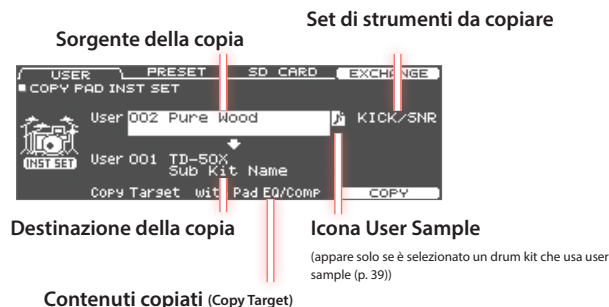 Set di strumenti da copiare
Sorgente della copia
USER PRESET SD CARD EXCHANGE
COPY PAD INST SET
User 002 Pure Wood KICK/SNR
INST SET
User 001 TD-50X
Sub Kit Name
Copy Target with Pad EQ/Comp COPY
Destinazione della copia
Icona User Sample
(appare solo se è selezionato un drum kit che usa user
sample (p. 39))
Contenuti copiati (Copy Target)